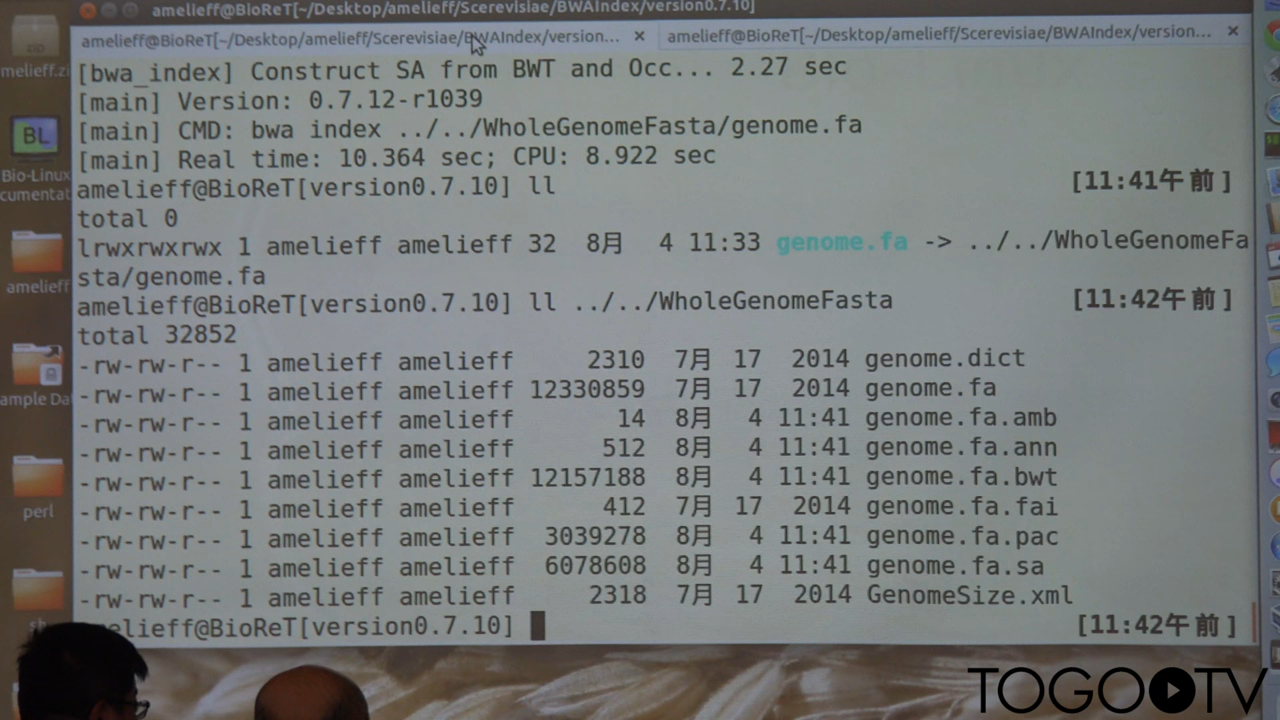 amelieff@BioReT[~/Desktop/amelieff/Scerevisiae/BWAIndex/version0.7.10]
amelieff@BioReT[~/Desktop/amelieff/Scerevisiae/BWAIndex/version... × amelieff@BioReT[~/Desktop/amelieff/Scerevisiae/BWAIndex/version... ×
[bwa_index] Construct SA from BWT and Occ... 2.27 sec
[main] Version: 0.7.12-r1039
[main] CMD: bwa index ../../WholeGenomeFasta/genome.fa
[main] Real time: 10.364 sec; CPU: 8.922 sec
amelieff@BioReT[version0.7.10] ll [11:41午前]
total 0
lrwxrwxrwx 1 amelieff amelieff 32 8月 4 11:33 genome.fa -> ../../WholeGenomeFa
sta/genome.fa
amelieff@BioReT[version0.7.10] ll ../../WholeGenomeFasta [11:42午前]
total 32852
-rw-rw-r-- 1 amelieff amelieff 2310 7月 17 2014 genome.dict
-rw-rw-r-- 1 amelieff amelieff 12330859 7月 17 2014 genome.fa
-rw-rw-r-- 1 amelieff amelieff 14 8月 4 11:41 genome.fa.amb
-rw-rw-r-- 1 amelieff amelieff 512 8月 4 11:41 genome.fa.ann
-rw-rw-r-- 1 amelieff amelieff 12157188 8月 4 11:41 genome.fa.bwt
-rw-rw-r-- 1 amelieff amelieff 412 7月 17 2014 genome.fa.fai
-rw-rw-r-- 1 amelieff amelieff 3039278 8月 4 11:41 genome.fa.pac
-rw-rw-r-- 1 amelieff amelieff 6078608 8月 4 11:41 genome.fa.sa
-rw-rw-r-- 1 amelieff amelieff 2318 7月 17 2014 GenomeSize.xml
melieff@BioReT[version0.7.10] [11:42午前]
zip
melieff.zi
BL
Bio-Linux
cumentat
amelieff
ample Da
perl
TOGOTV